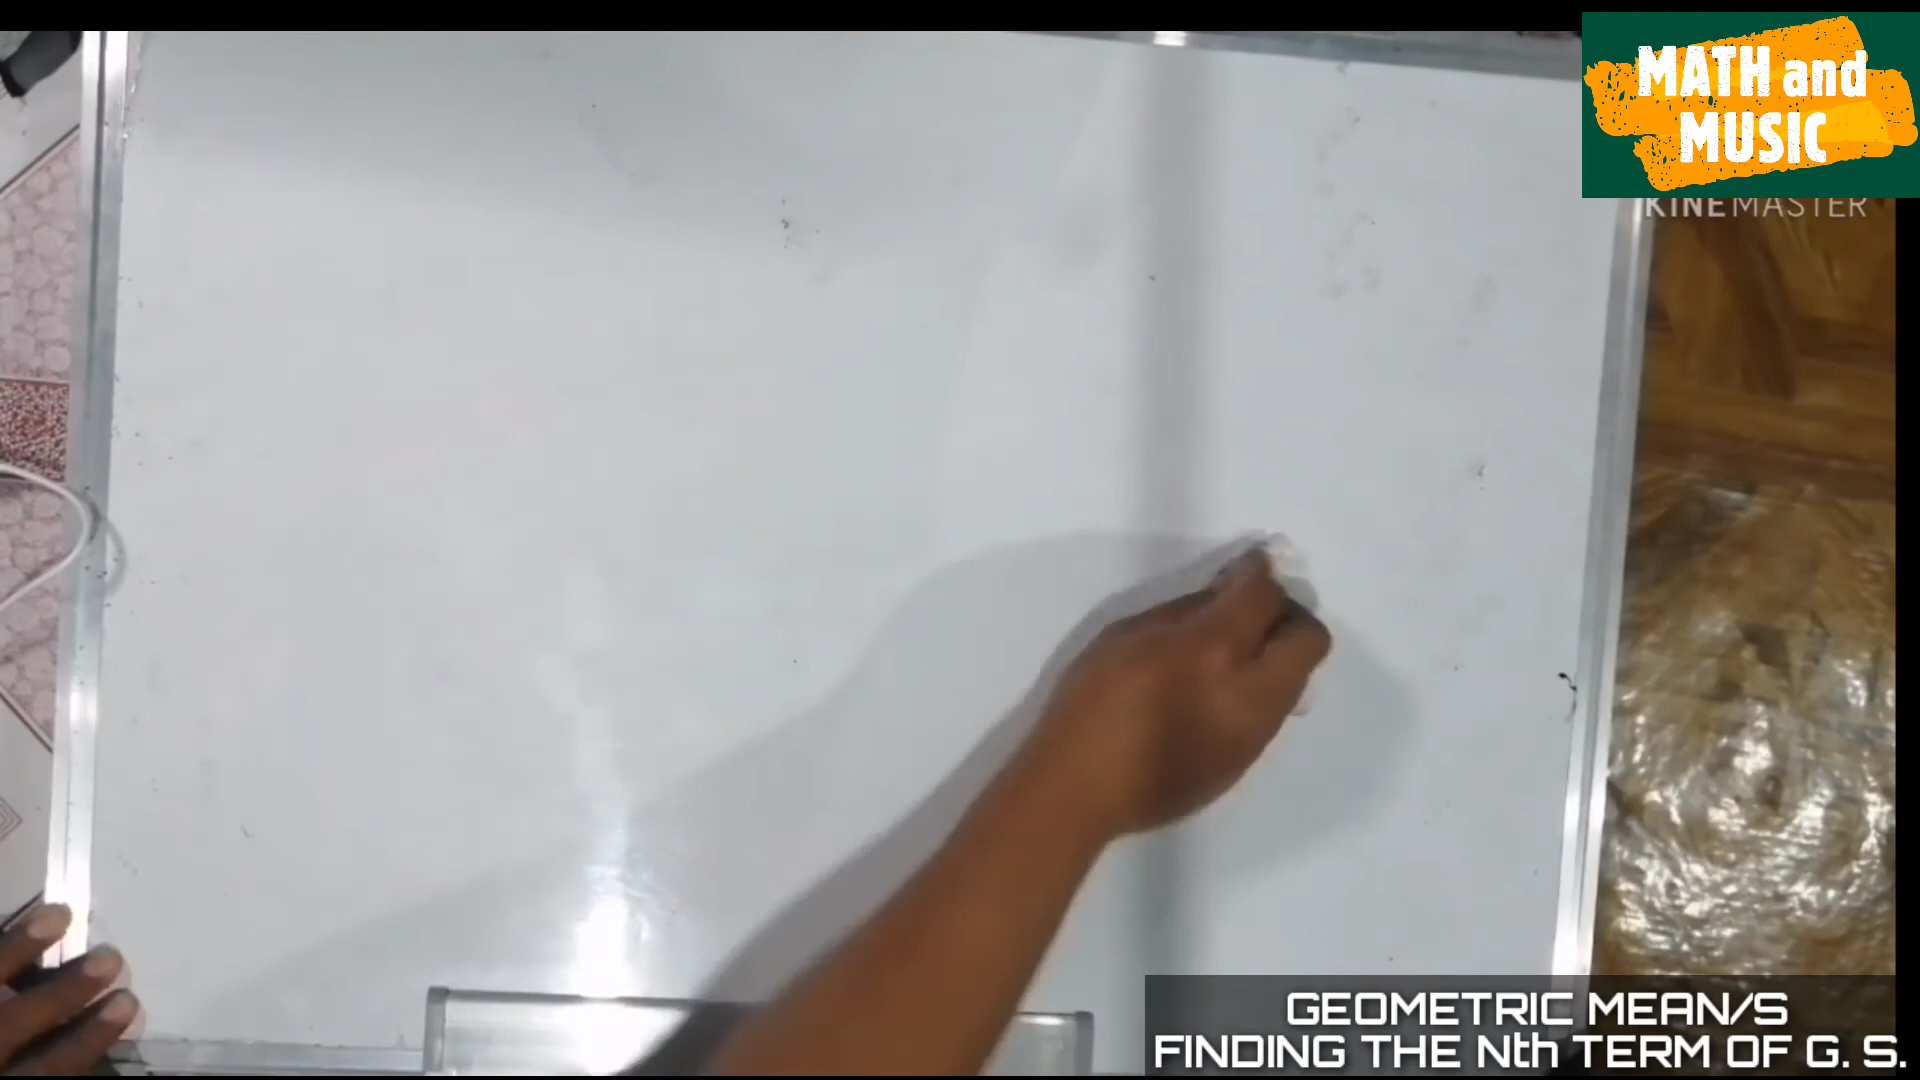 MATH and
MUSIC
KINEMASTER
GEOMETRIC MEAN/S
FINDING THE Nth TERM OF G. S.